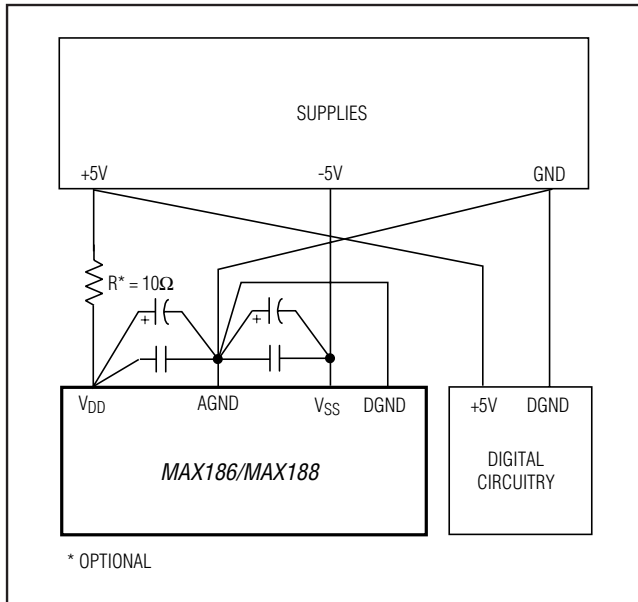 SUPPLIES
+5V -5V GND
R* = 10Ω
+ +
VDD AGND VSS DGND
+5V DGND
MAX186/MAX188
DIGITAL
CIRCUITRY
* OPTIONAL